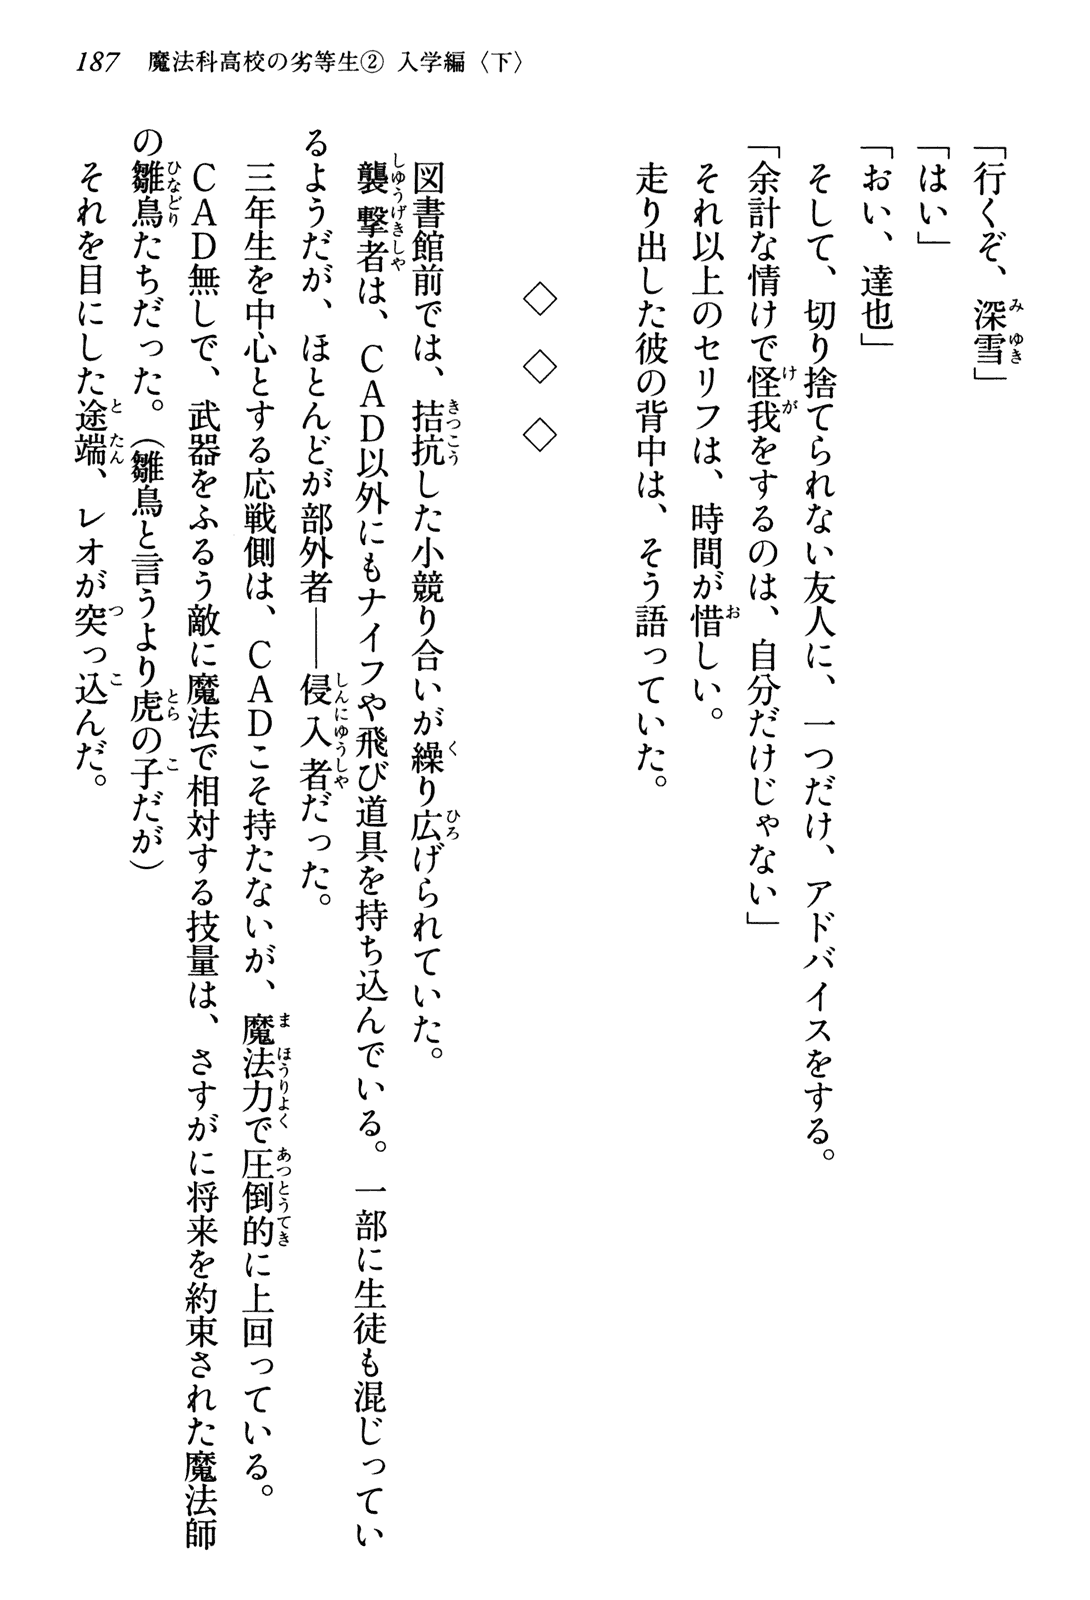 187 魔法科高校の劣等生② 入学編〈下〉
「行くぞ、深雪」
「はい」
「おい、達也」
そして、切り捨てられない友人に、一つだけ、アドバイスをする。
「余計な情けで怪我をするのは、自分だけじゃない」
それ以上のセリフは、時間が惜しい。
走り出した彼の背中は、そう語っていた。
◇ ◇ ◇
図書館前では、拮抗した小競り合いが繰り広げられていた。
襲撃者は、CAD以外にもナイフや飛び道具を持ち込んでいる。一部に生徒も混じってい
るようだが、ほとんどが部外者――侵入者だった。
三年生を中心とする応戦側は、CADこそ持たないが、魔法力で圧倒的に上回っている。
CAD無しで、武器をふるう敵に魔法で相対する技量は、さすがに将来を約束された魔法師
の雛鳥たちだった。(雛鳥と言うより虎の子だが)
それを目にした途端、レオが突っ込んだ。